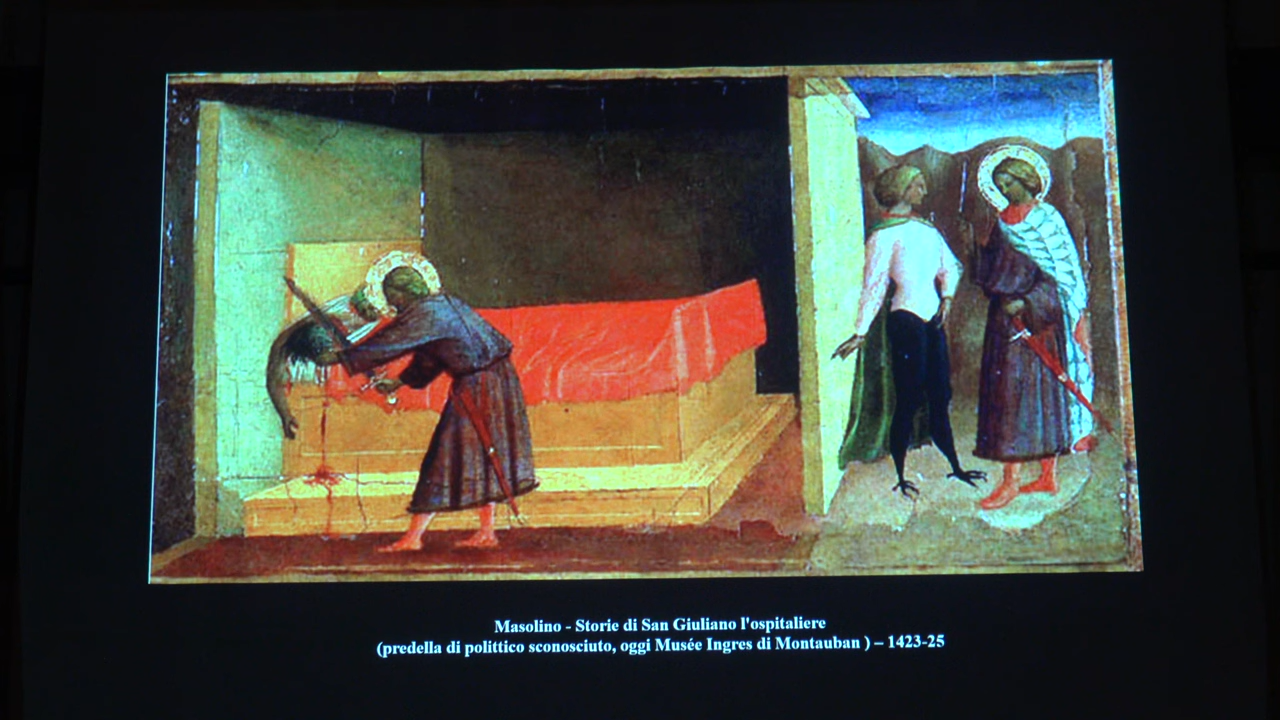 Masolino - Storie di San Giuliano l'ospitaliere
(predella di polittico sconosciuto, oggi Musée Ingres di Montauban ) – 1423-25